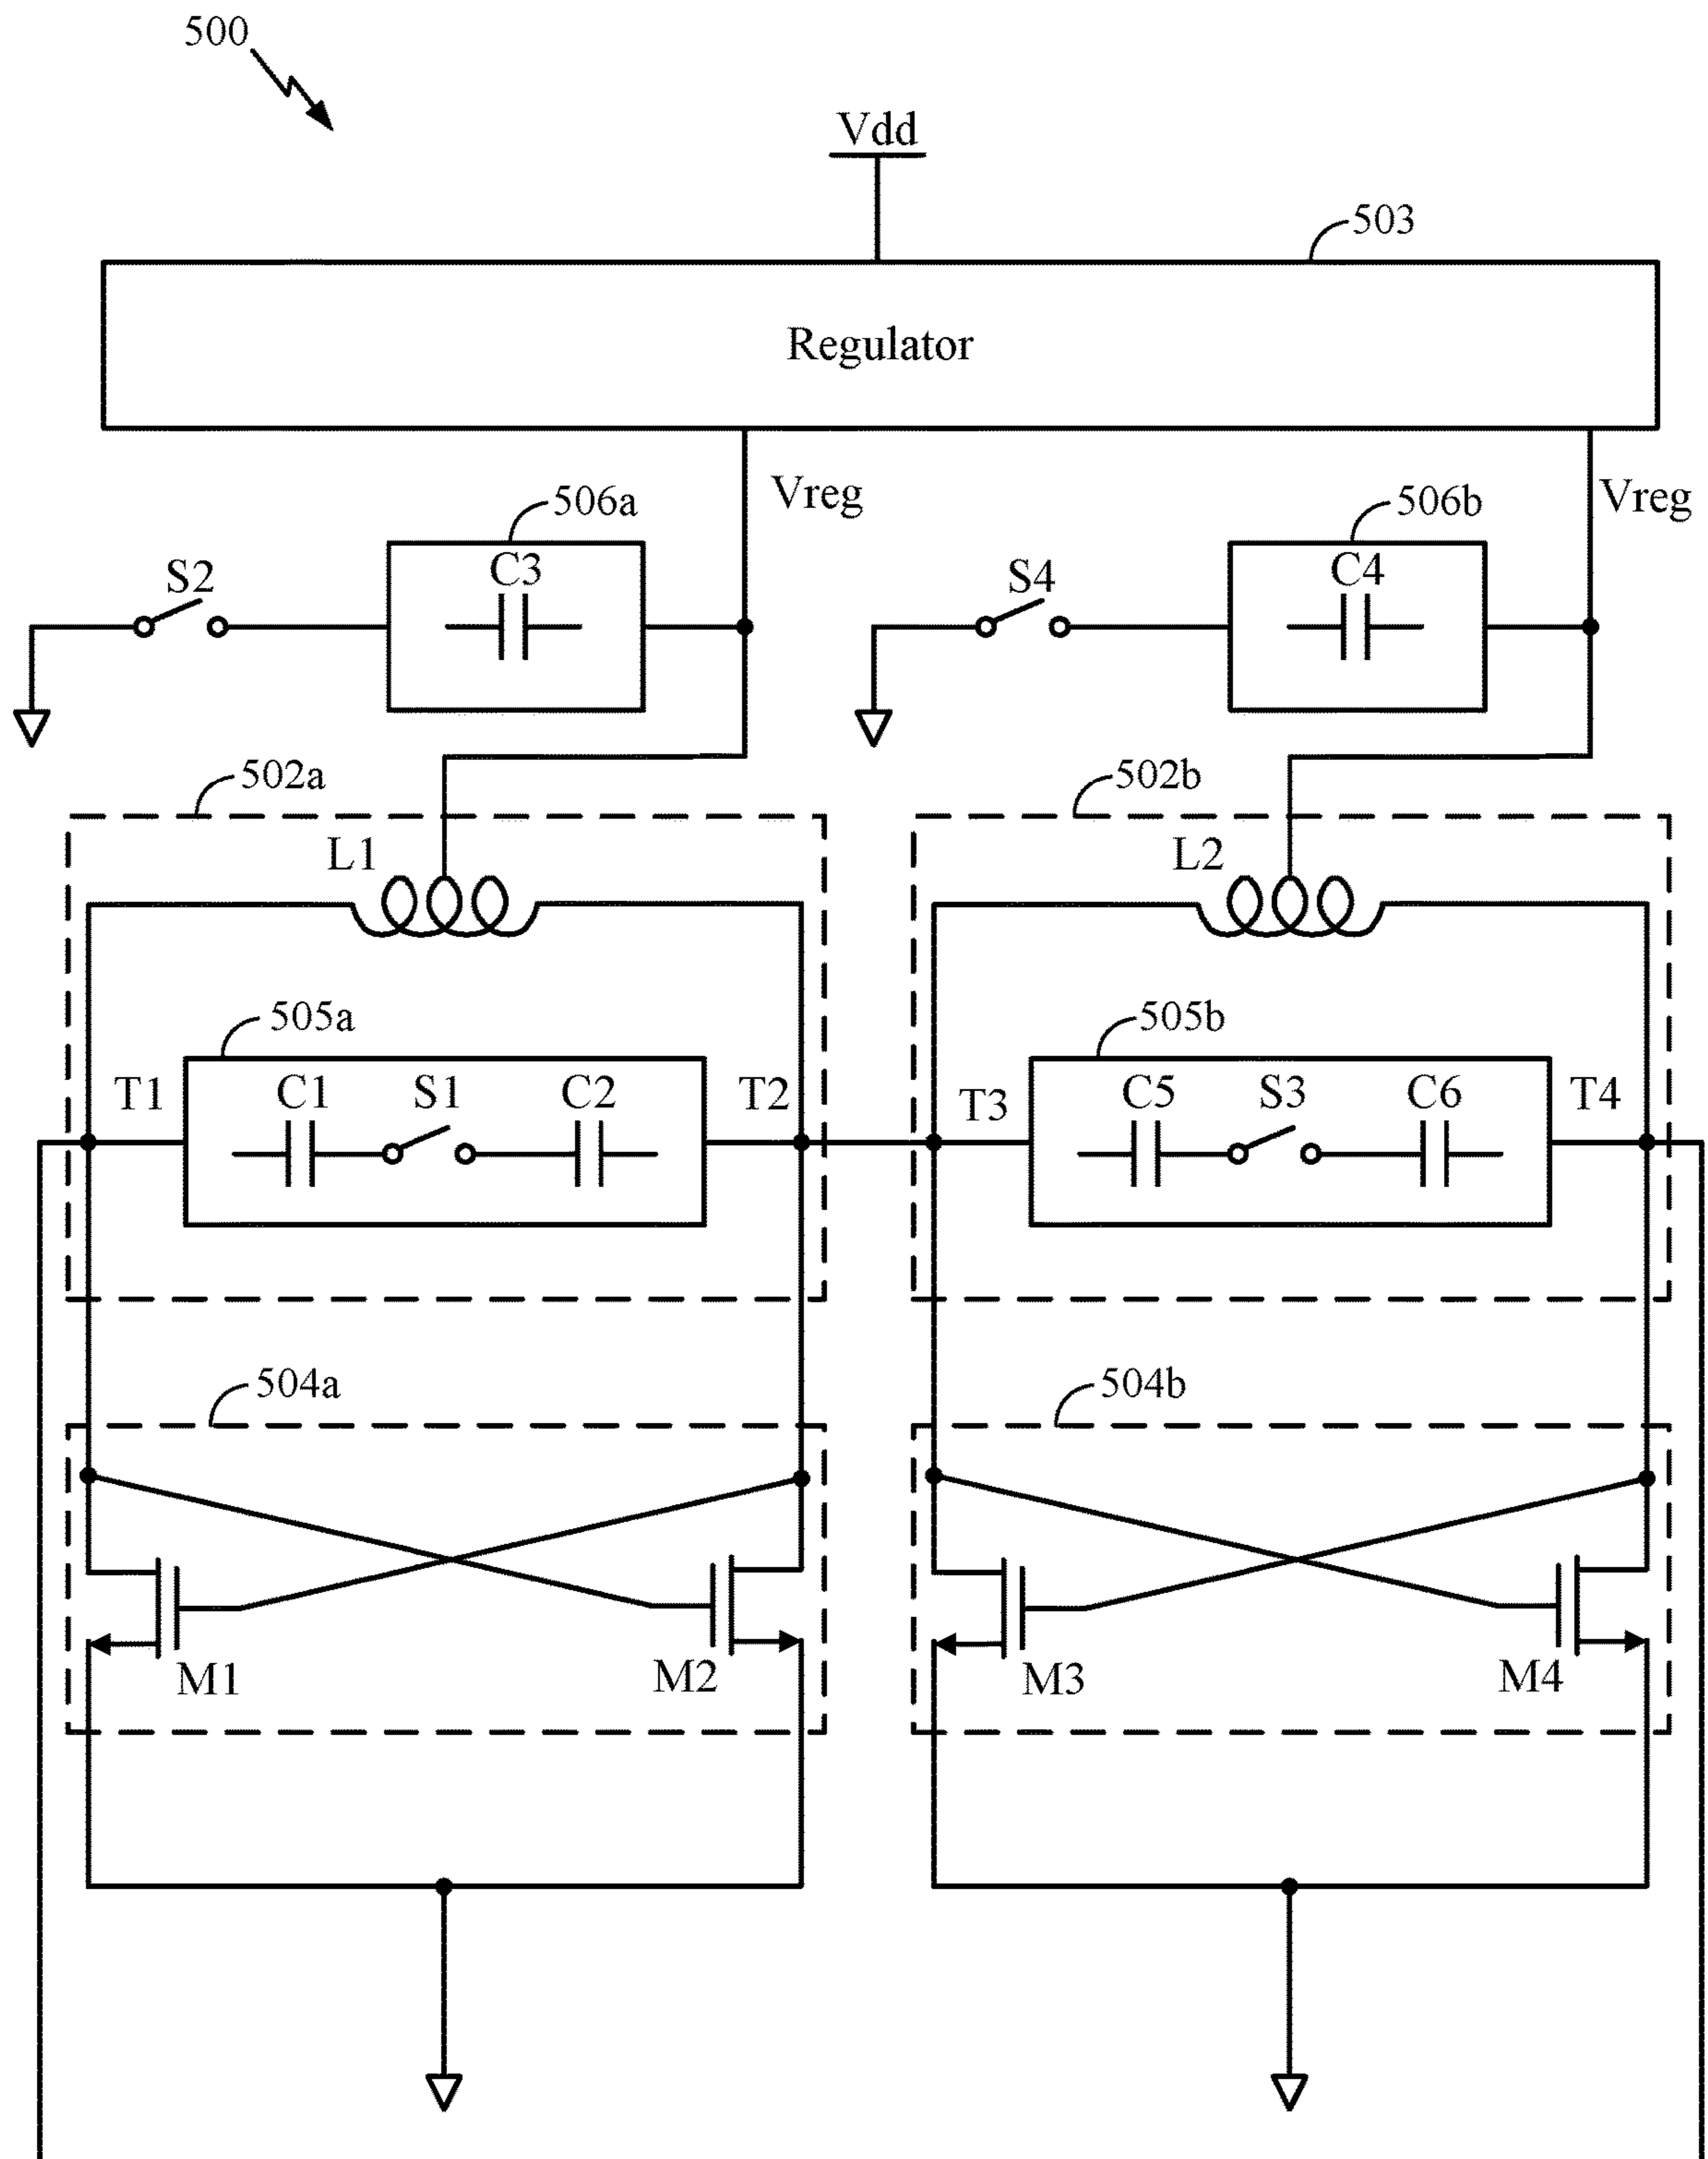 500
Vdd
503
Regulator
Vreg
Vreg
506a
506b
S2
C3
S4
C4
502a
502b
L1
L2
505a
505b
T1
C1
S1
C2
T2
T3
C5
S3
C6
T4
504a
504b
M1
M2
M3
M4